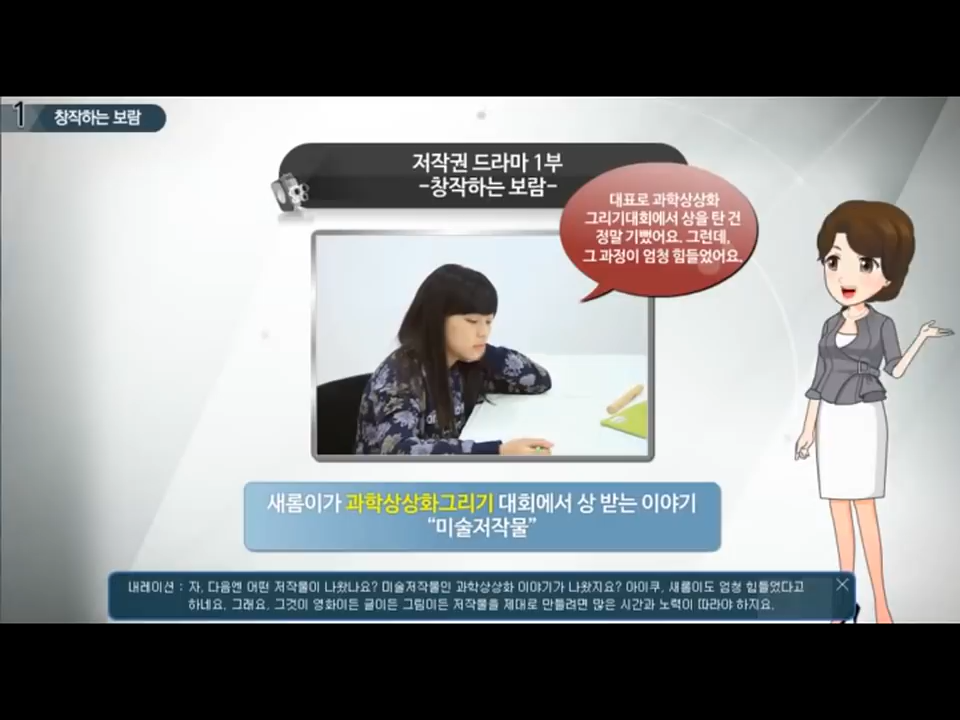 1 창작하는 보람
저작권 드라마 1부
-창작하는 보람-
대표로 과학상상화
그리기대회에서 상을 탄 건
정말 기뻤어요. 그런데,
그 과정이 엄청 힘들었어요.
새롬이가 과학상상화그리기 대회에서 상 받는 이야기
“미술저작물”
내레이션 : 자, 다음엔 어떤 저작물이 나왔나요? 미술저작물인 과학상상화 이야기가 나왔지요? 아이쿠, 새롬이도 엄청 힘들었다고
하네요. 그래요. 그것이 영화이든 글이든 그림이든 저작물을 제대로 만들려면 많은 시간과 노력이 따라야 하지요.